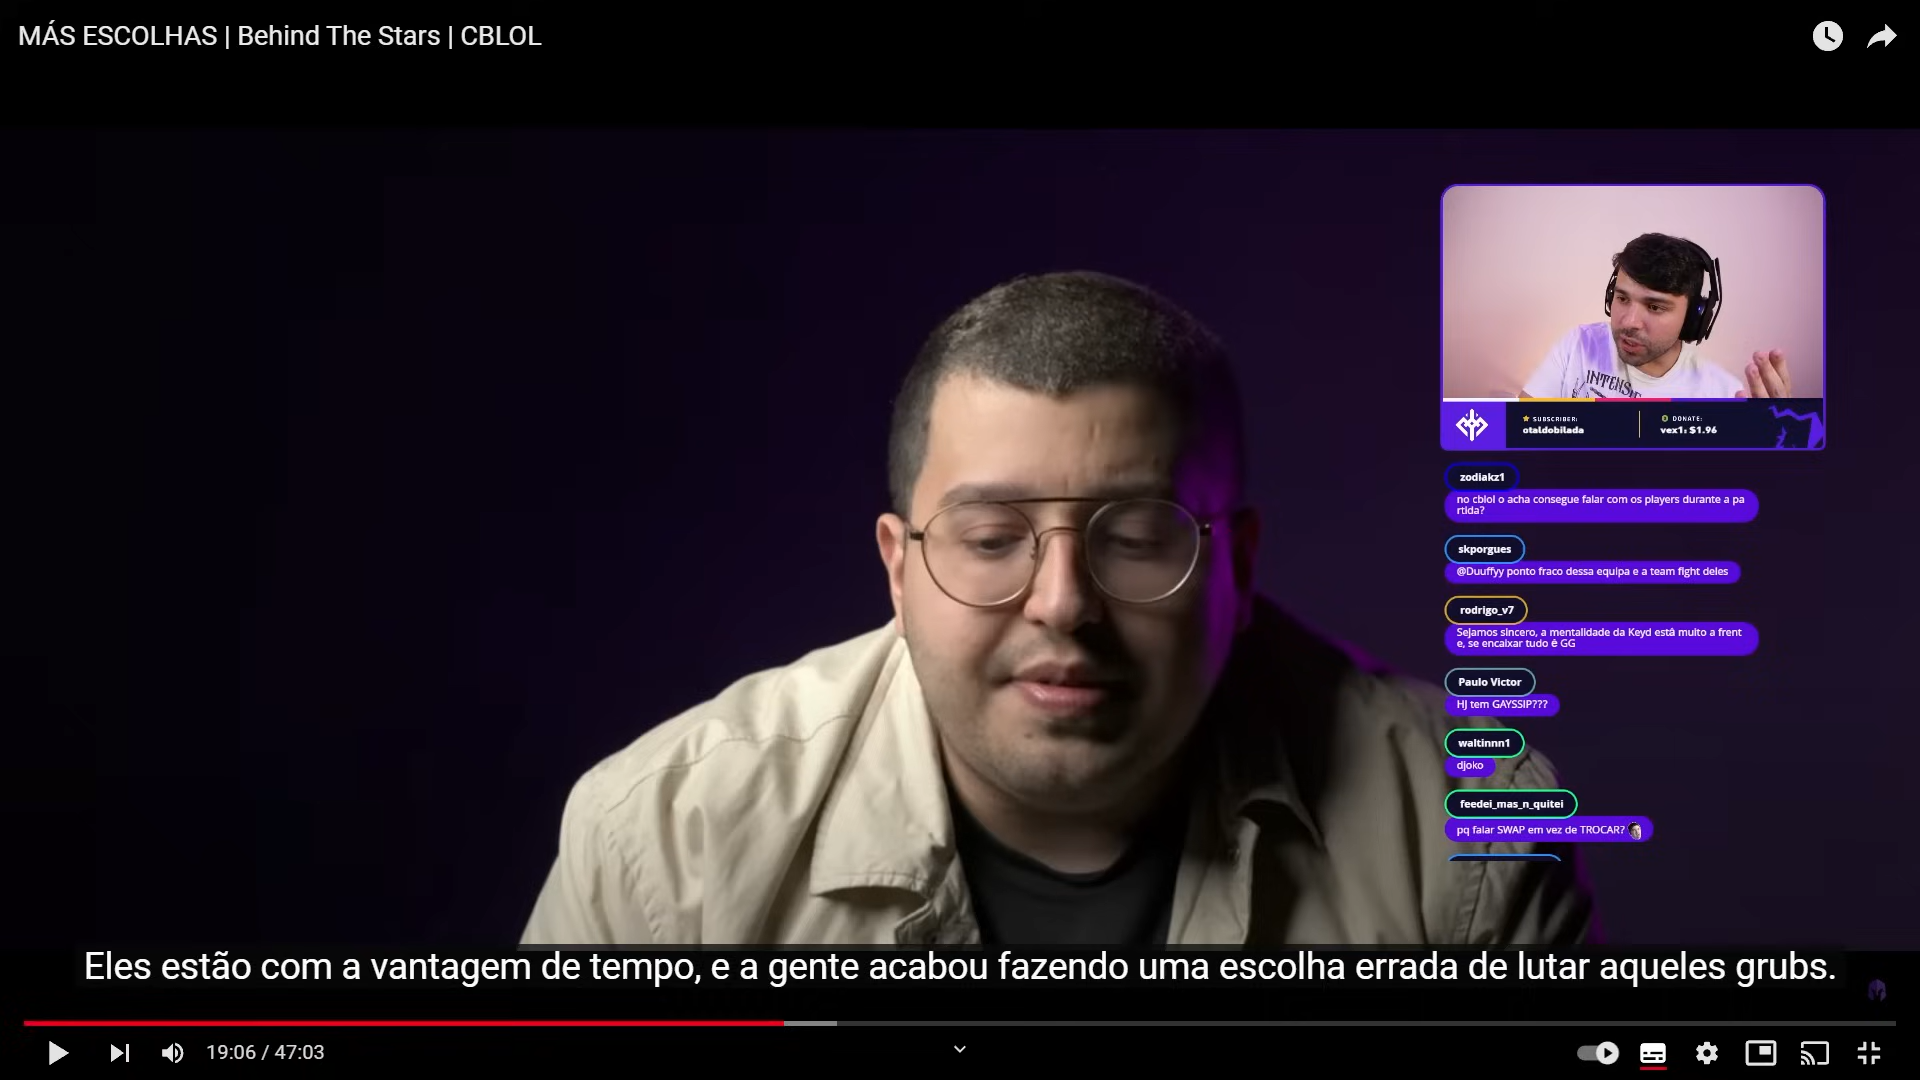 MÁS ESCOLHAS | Behind The Stars | CBLOL
INTENSE
SUBSCRIBER:
otaldobilada
DONATE:
vex1: $1.96
zodiakz1
no cblol o acha consegue falar com os players durante a pa
rtida?
skporgues
@Duuffyy ponto fraco dessa equipa e a team fight deles
rodrigo_v7
Sejamos sincero, a mentalidade da Keyd está muito a frent
e, se encaixar tudo é GG
Paulo Victor
HJ tem GAYSSIP???
waltinnn1
djoko
feedei_mas_n_quitei
pq falar SWAP em vez de TROCAR?
Eles estão com a vantagem de tempo, e a gente acabou fazendo uma escolha errada de lutar aqueles grubs.
19:06 / 47:03